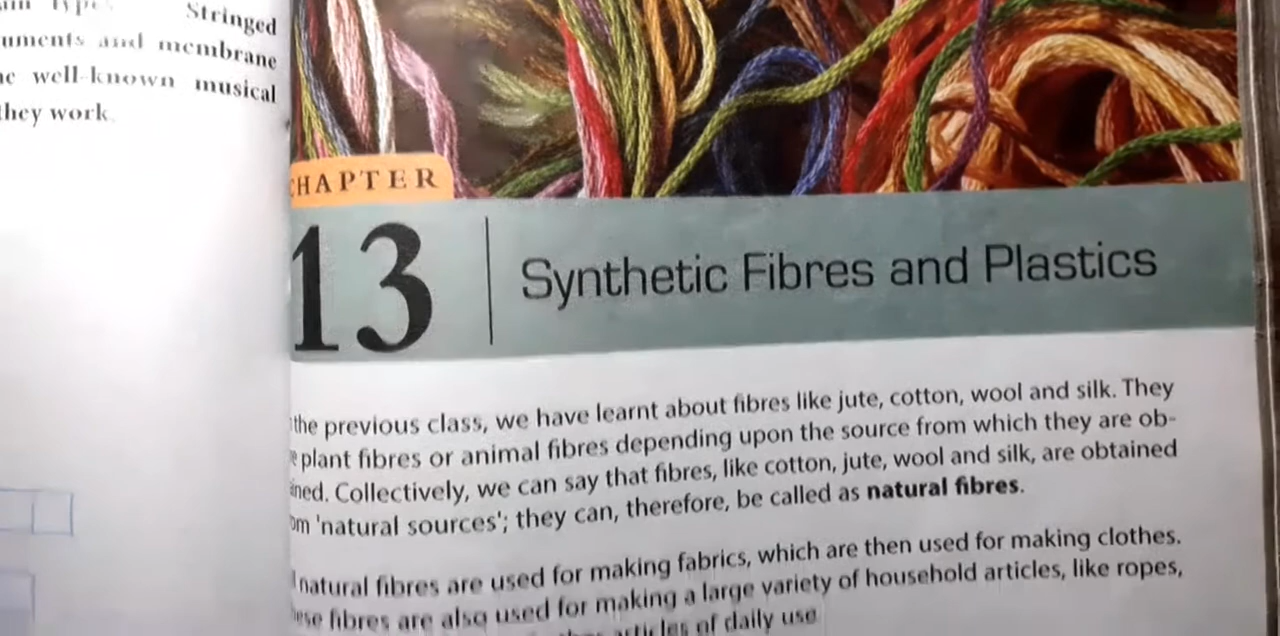 Stringed
and membrane
well-known musical
they work
CHAPTER
13
Synthetic Fibres and Plastics
the previous class, we have learnt about fibres like jute, cotton, wool and silk. They
plant fibres or animal fibres depending upon the source from which they are ob-
ined. Collectively, we can say that fibres, like cotton, jute, wool and silk, are obtained
om 'natural sources'; they can, therefore, be called as natural fibres.
natural fibres are used for making fabrics, which are then used for making clothes.
ese fibres are also used for making a large variety of household articles, like ropes,
articles of daily use